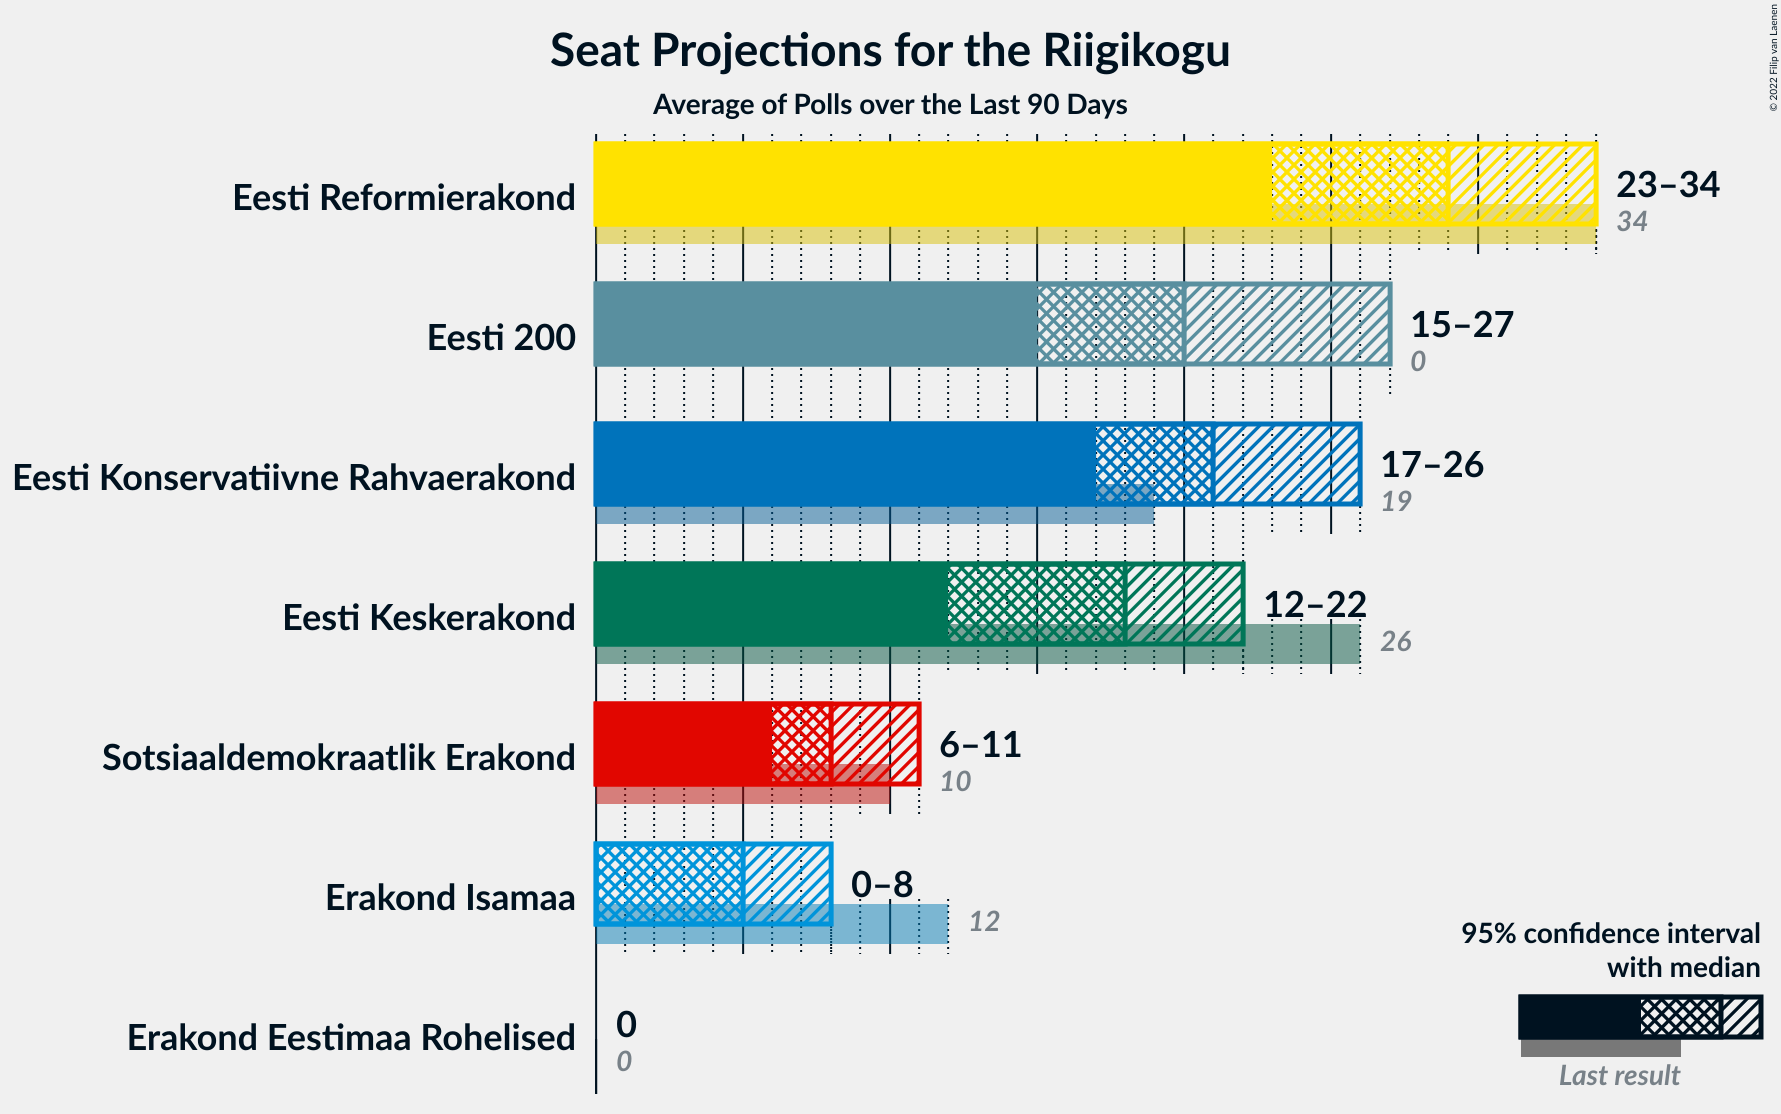 Seat Projections for the Riigikogu
Average of Polls over the Last 90 Days
© 2022 Filip van Laenen
Eesti Reformierakond
23–34
34
Eesti 200
15–27
0
Eesti Konservatiivne Rahvaerakond
17–26
19
Eesti Keskerakond
12–22
26
Sotsiaaldemokraatlik Erakond
6–11
10
Erakond Isamaa
0–8
12
Erakond Eestimaa Rohelised
0
0
95% confidence interval
with median
Last result